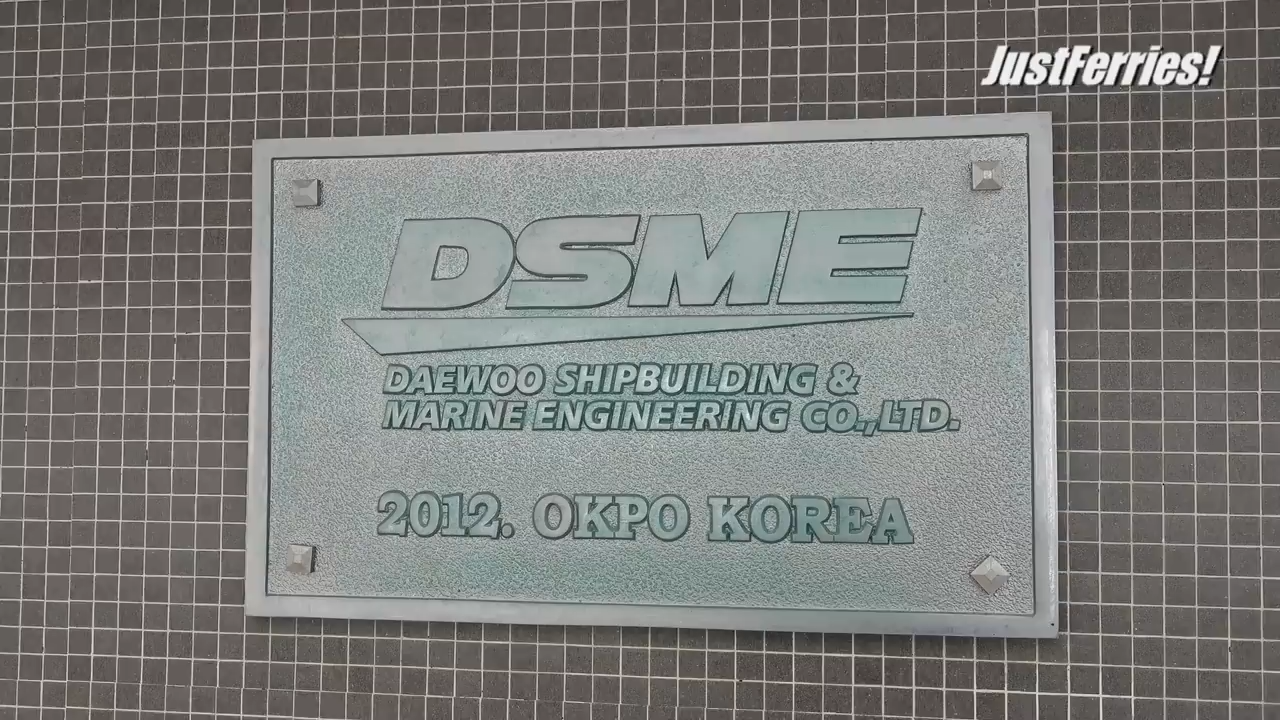 JustFerries!
DSME
DAEWOO SHIPBUILDING &
MARINE ENGINEERING CO.,LTD.
2012. OKPO KOREA